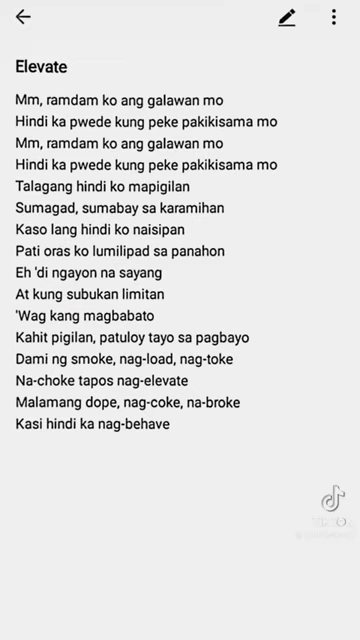 Elevate
Mm, ramdam ko ang galawan mo
Hindi ka pwede kung peke pakikisama mo
Mm, ramdam ko ang galawan mo
Hindi ka pwede kung peke pakikisama mo
Talagang hindi ko mapigilan
Sumagad, sumabay sa karamihan
Kaso lang hindi ko naisipan
Pati oras ko lumilipad sa panahon
Eh 'di ngayon na sayang
At kung subukan limitan
'Wag kang magbabato
Kahit pigilan, patuloy tayo sa pagbayo
Dami ng smoke, nag-load, nag-toke
Na-choke tapos nag-elevate
Malamang dope, nag-coke, na-broke
Kasi hindi ka nag-behave